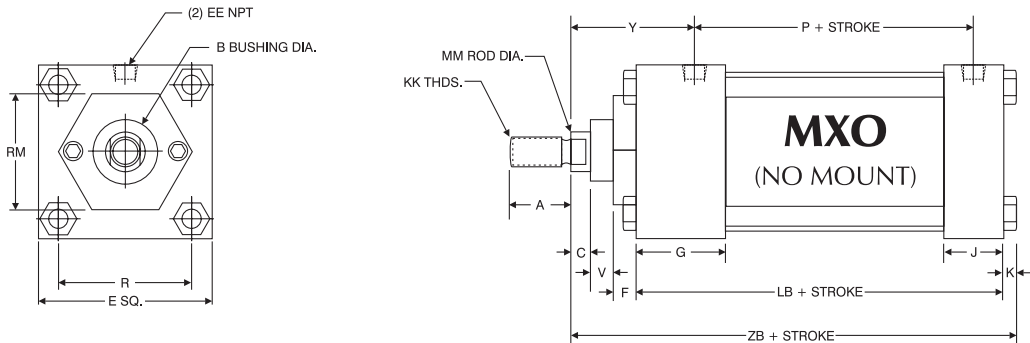 (2) EE NPT
B BUSHING DIA.
RM
R
E SQ.
Y
P + STROKE
MM ROD DIA.
KK THDS.
MXO
(NO MOUNT)
A
C
G
J
V
K
F
LB + STROKE
ZB + STROKE